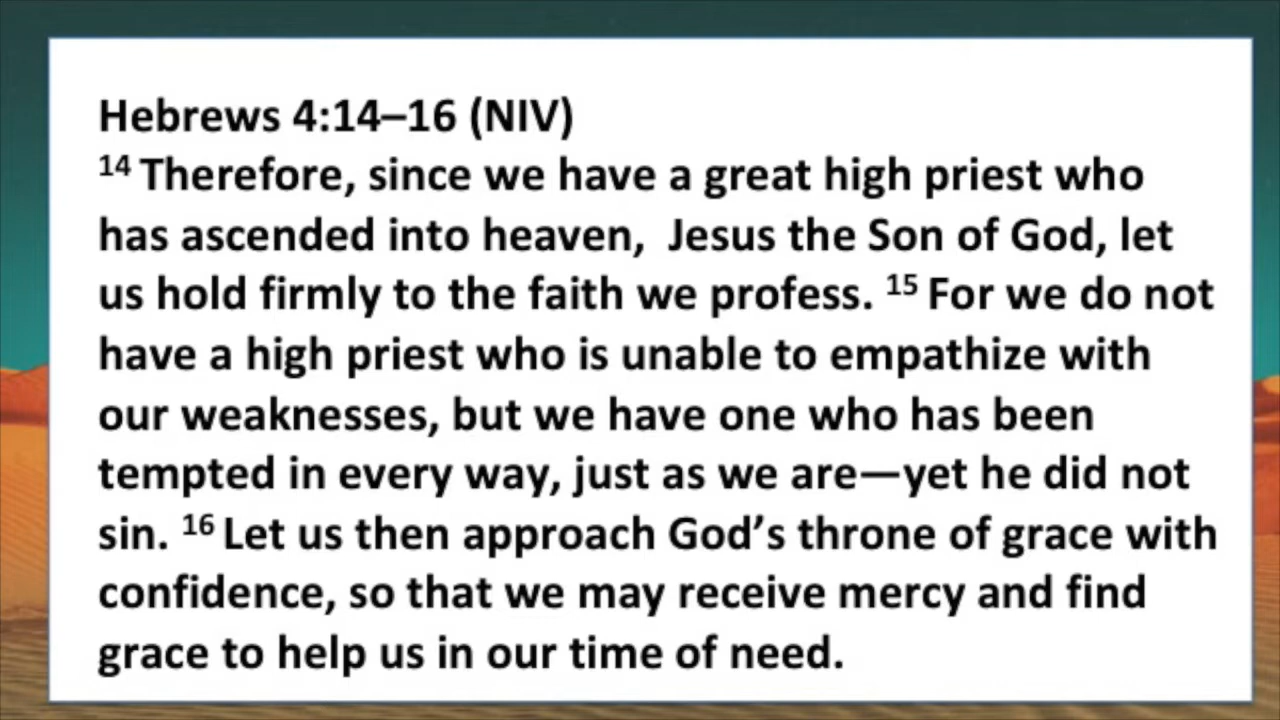 Hebrews 4:14–16 (NIV)
14 Therefore, since we have a great high priest who
has ascended into heaven,  Jesus the Son of God, let
us hold firmly to the faith we profess. 15 For we do not
have a high priest who is unable to empathize with
our weaknesses, but we have one who has been
tempted in every way, just as we are—yet he did not
sin. 16 Let us then approach God’s throne of grace with
confidence, so that we may receive mercy and find
grace to help us in our time of need.